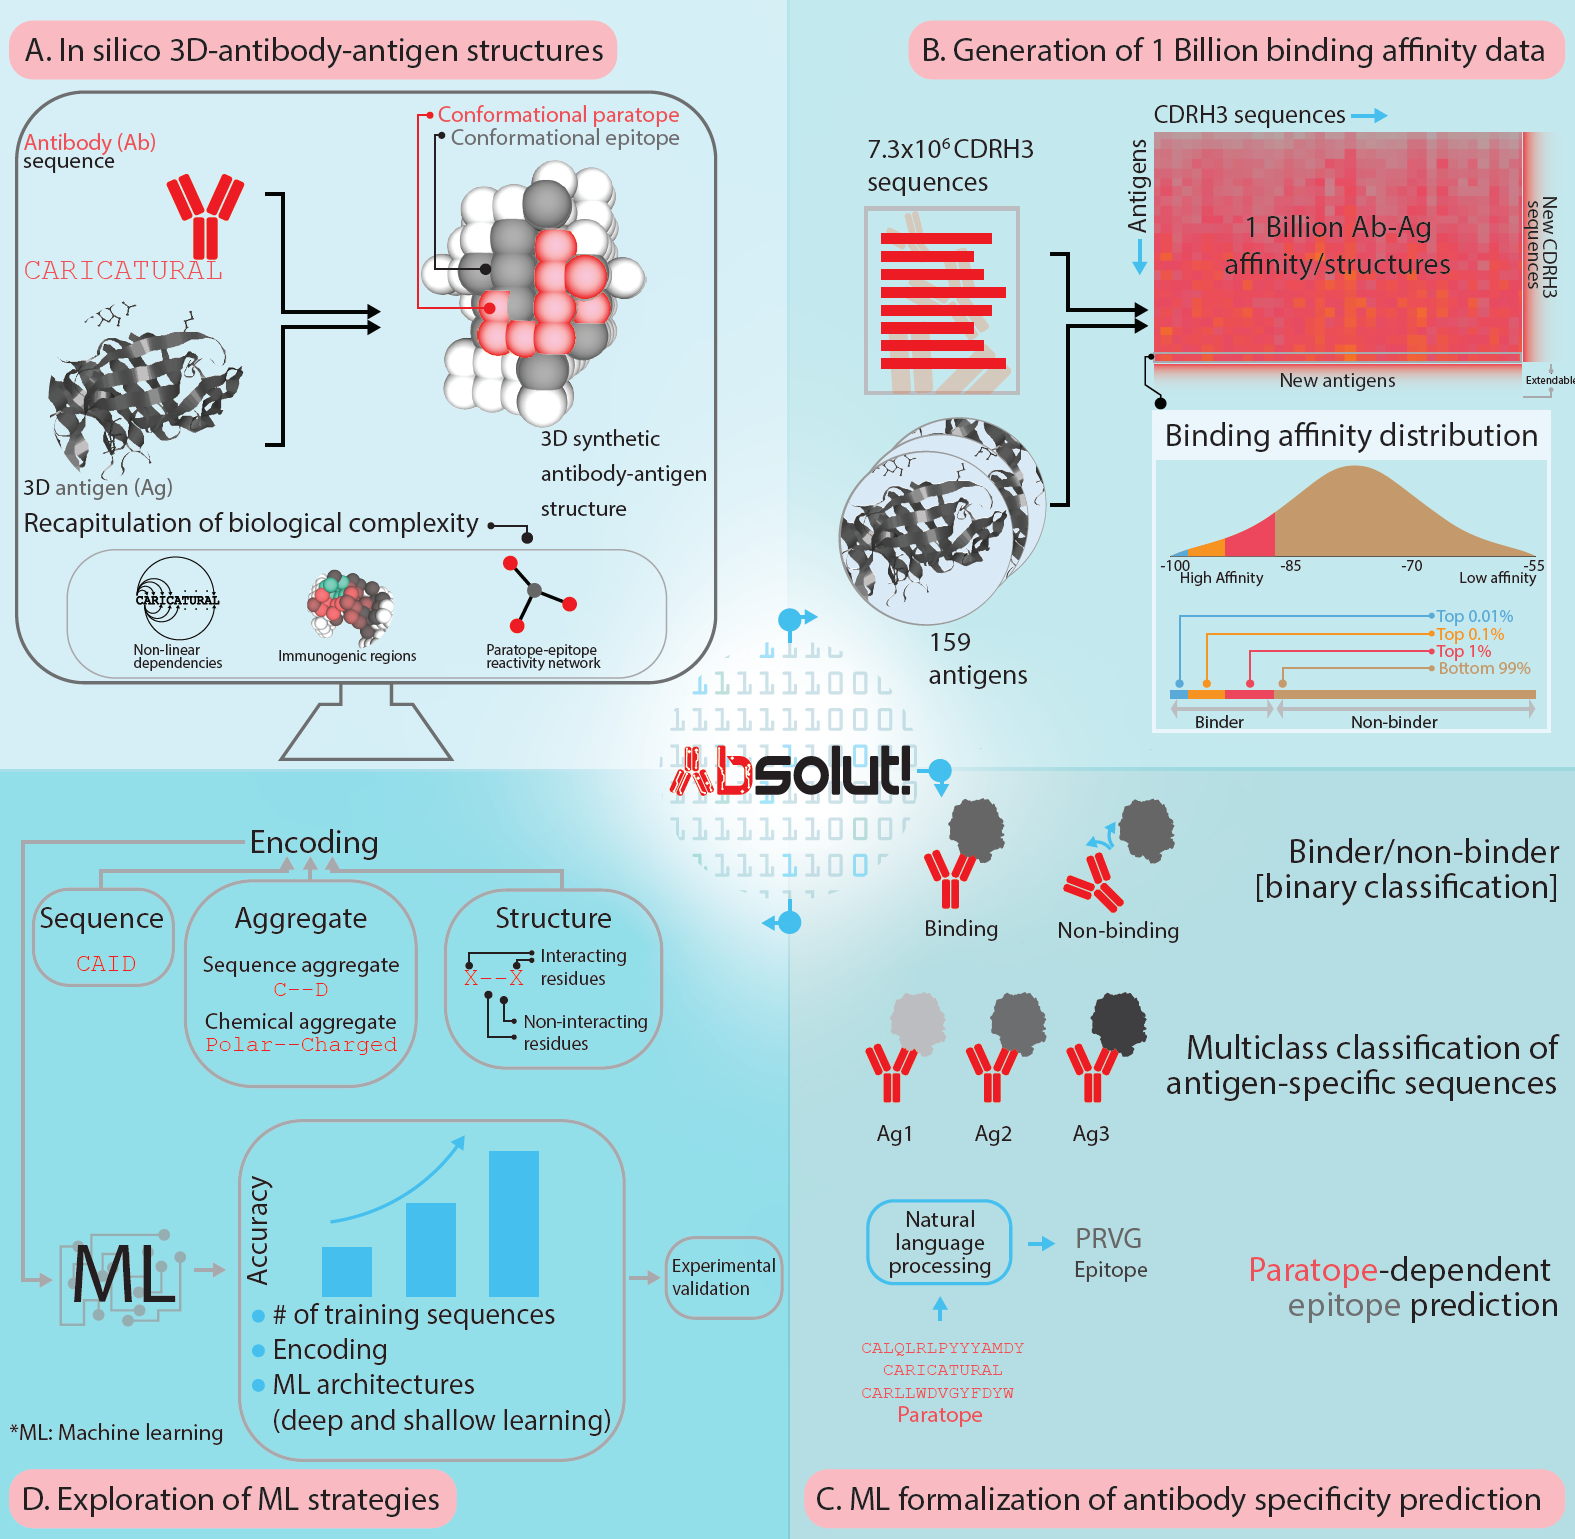 A. In silico 3D-antibody-antigen structures
Conformational paratope
Conformational epitope
Antibody (Ab)
sequence
CARICATURAL
3D antigen (Ag)
3D synthetic
antibody-antigen
structure
Recapitulation of biological complexity
CARICATURAL
Non-linear
dependencies
Immunogenic regions
Paratope-epitope
reactivity network
B. Generation of 1 Billion binding affinity data
CDRH3 sequences
7.3x10⁶ CDRH3
sequences
Antigens
1 Billion Ab-Ag
affinity/structures
New CDRH3
sequences
New antigens
Extendable
159
antigens
Binding affinity distribution
-100
-85
-70
-55
High Affinity
Low affinity
Top 0.01%
Top 0.1%
Top 1%
Bottom 99%
Binder
Non-binder
Absolut!
Binding
Non-binding
Binder/non-binder
[binary classification]
Ag1
Ag2
Ag3
Multiclass classification of
antigen-specific sequences
Natural
language
processing
PRVG
Epitope
Paratope-dependent
epitope prediction
CALQLRLPYYYAMDY
CARICATURAL
CARLLWDVGYFDYW
Paratope
C. ML formalization of antibody specificity prediction
Encoding
Sequence
CAID
Aggregate
Sequence aggregate
C--D
Chemical aggregate
Polar--Charged
Structure
X--X
Interacting
residues
Non-interacting
residues
ML
Accuracy
# of training sequences
Encoding
ML architectures
(deep and shallow learning)
Experimental
validation
*ML: Machine learning
D. Exploration of ML strategies